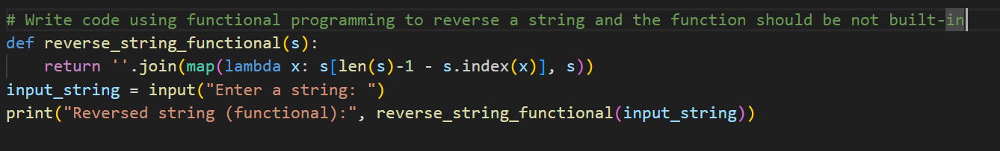 # Write code using functional programming to reverse a string and the function should be not built-in
def reverse_string_functional(s):
    return ''.join(map(lambda x: s[len(s)-1 - s.index(x)], s))
input_string = input("Enter a string: ")
print("Reversed string (functional):", reverse_string_functional(input_string))